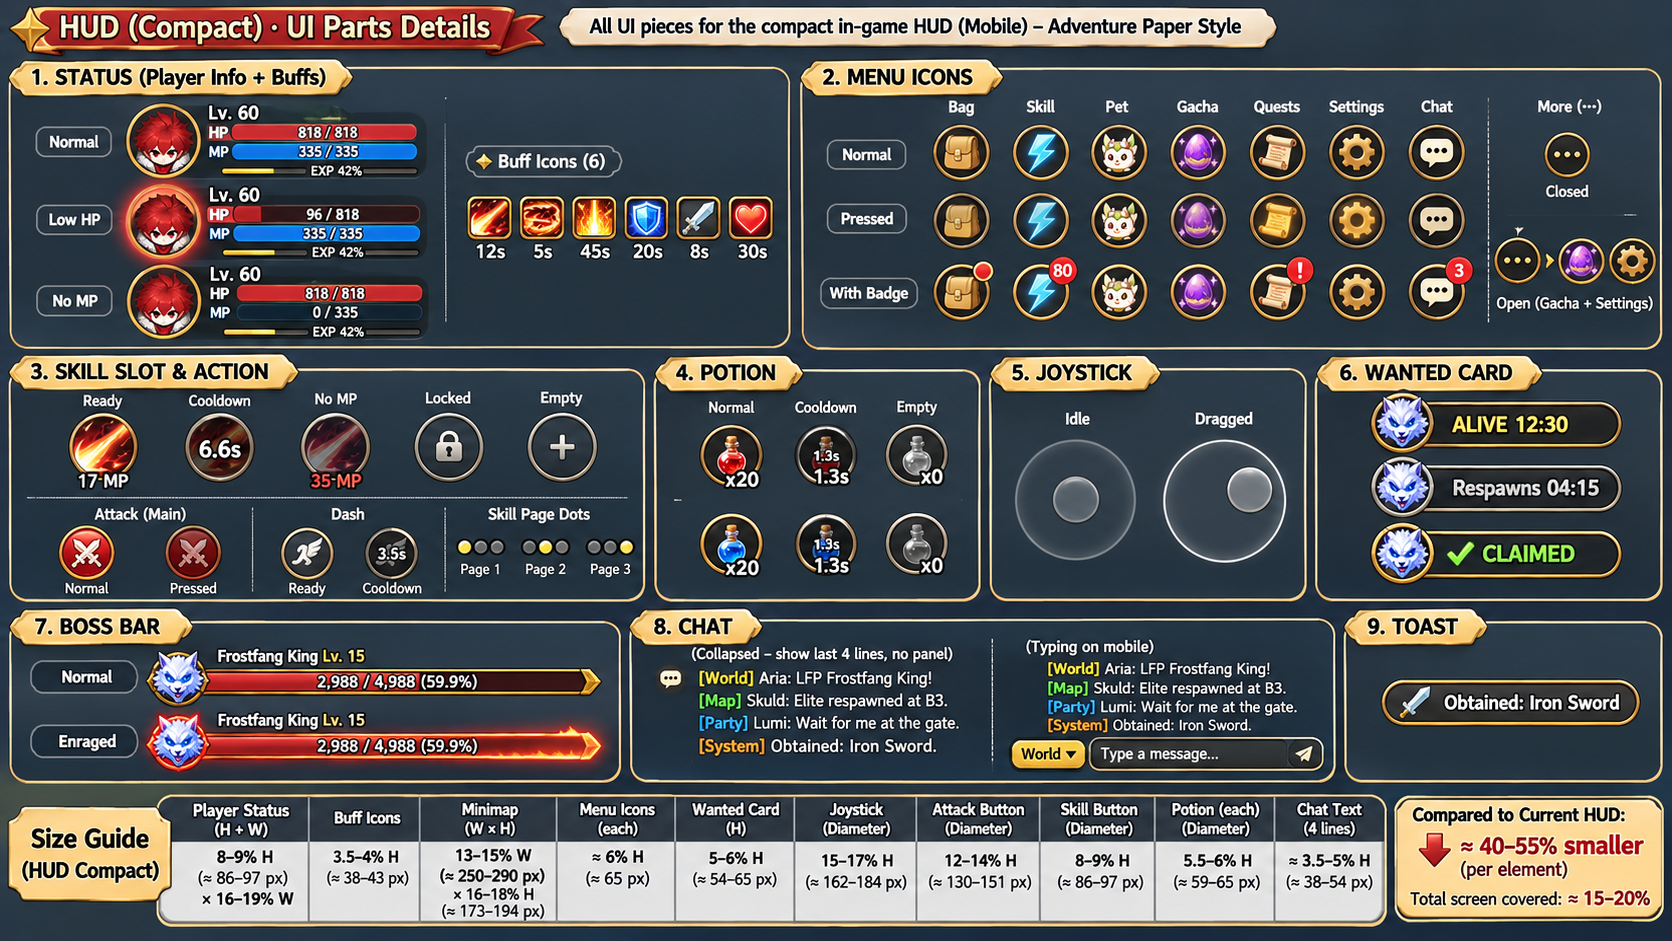 HUD (Compact) · UI Parts Details
All UI pieces for the compact in-game HUD (Mobile) – Adventure Paper Style
1. STATUS (Player Info + Buffs)
Normal
Lv. 60
HP 818 / 818
MP 335 / 335
EXP 42%
Low HP
Lv. 60
HP 96 / 818
MP 335 / 335
EXP 42%
No MP
Lv. 60
HP 818 / 818
MP 0 / 335
EXP 42%
Buff Icons (6)
12s 5s 45s 20s 8s 30s
2. MENU ICONS
Bag Skill Pet Gacha Quests Settings Chat
Normal
Pressed
With Badge
80 ! 3
More (···)
Closed
Open (Gacha + Settings)
3. SKILL SLOT & ACTION
Ready Cooldown No MP Locked Empty
6.6s
17 MP 35 MP
Attack (Main)
Normal Pressed
Dash
3.5s
Ready Cooldown
Skill Page Dots
Page 1 Page 2 Page 3
4. POTION
Normal Cooldown Empty
1.3s
x20 1.3s x0
1.3s
x20 1.3s x0
5. JOYSTICK
Idle Dragged
6. WANTED CARD
ALIVE 12:30
Respawns 04:15
CLAIMED
7. BOSS BAR
Normal
Frostfang King Lv. 15
2,988 / 4,988 (59.9%)
Enraged
Frostfang King Lv. 15
2,988 / 4,988 (59.9%)
8. CHAT
(Collapsed – show last 4 lines, no panel)
[World] Aria: LFP Frostfang King!
[Map] Skuld: Elite respawned at B3.
[Party] Lumi: Wait for me at the gate.
[System] Obtained: Iron Sword.
(Typing on mobile)
[World] Aria: LFP Frostfang King!
[Map] Skuld: Elite respawned at B3.
[Party] Lumi: Wait for me at the gate.
[System] Obtained: Iron Sword.
World Type a message...
9. TOAST
Obtained: Iron Sword
Size Guide
(HUD Compact)
Player Status
(H + W)
8–9% H
(≈ 86–97 px)
× 16–19% W
Buff Icons
3.5–4% H
(≈ 38–43 px)
Minimap
(W × H)
13–15% W
(≈ 250–290 px)
× 16–18% H
(≈ 173–194 px)
Menu Icons
(each)
≈ 6% H
(≈ 65 px)
Wanted Card
(H)
5–6% H
(≈ 54–65 px)
Joystick
(Diameter)
15–17% H
(≈ 162–184 px)
Attack Button
(Diameter)
12–14% H
(≈ 130–151 px)
Skill Button
(Diameter)
8–9% H
(≈ 86–97 px)
Potion (each)
(Diameter)
5.5–6% H
(≈ 59–65 px)
Chat Text
(4 lines)
≈ 3.5–5% H
(≈ 38–54 px)
Compared to Current HUD:
≈ 40–55% smaller
(per element)
Total screen covered: ≈ 15–20%